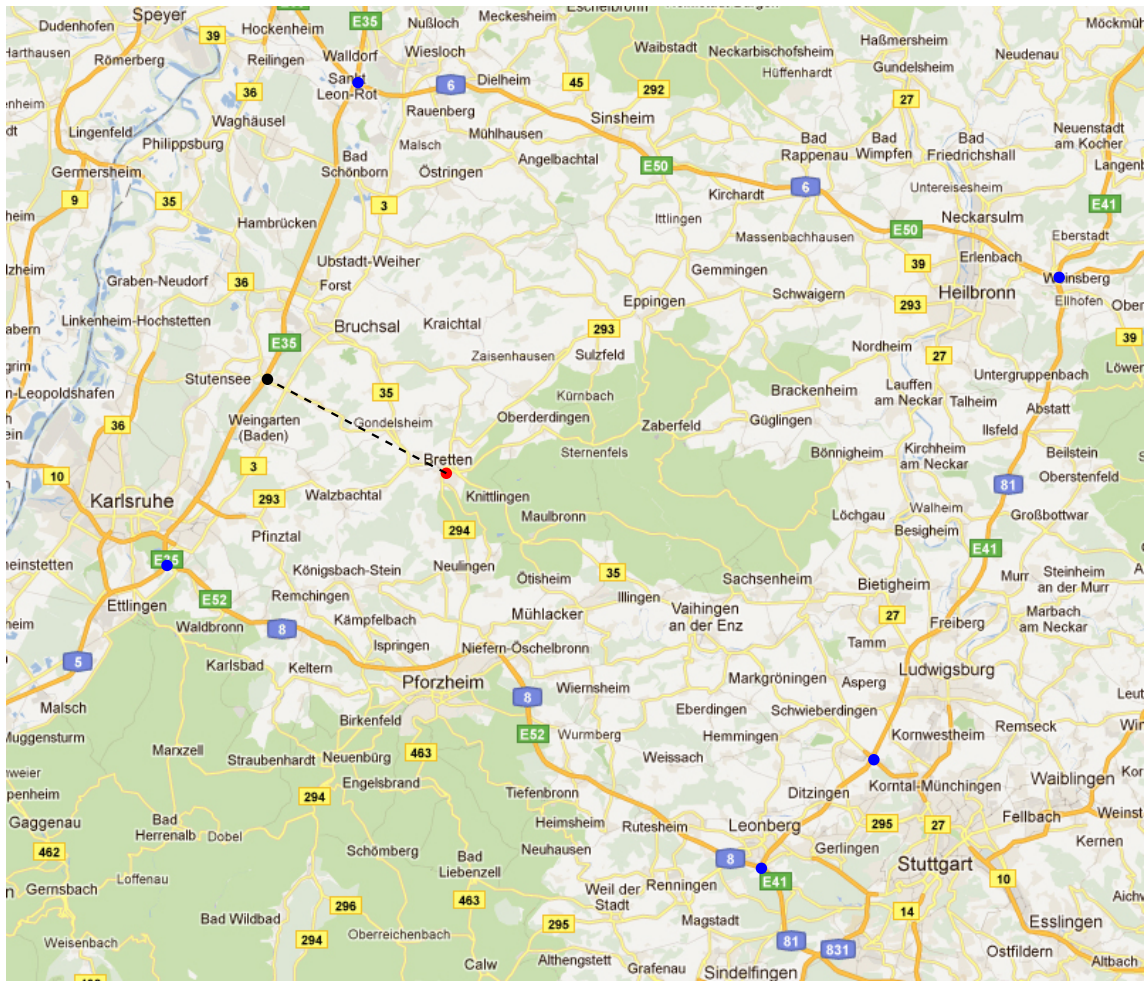 Speyer
E35
Nußloch
Meckesheim
Eschelbronn
Möckmü
Dudenhofen
39
Hockenheim
Walldorf
Wiesloch
Waibstadt
Neckarbischofsheim
Haßmersheim
Neudenau
Harthausen
Römerberg
Reilingen
Sankt
Leon-Rot
6
Dielheim
45
292
Hüffenhardt
Gundelsheim
36
Rauenberg
27
Lingenfeld
Waghäusel
Mühlhausen
Sinsheim
Philippsburg
Malsch
Bad
Rappenau
Bad
Wimpfen
Bad
Friedrichshall
Neuenstadt
am Kocher
Germersheim
Bad
Schönborn
Östringen
Angelbachtal
E50
Langenb
9
35
3
Kirchardt
6
Untereisesheim
E41
Hambrücken
Ittlingen
Neckarsulm
Massenbachhausen
E50
Eberstadt
Ubstadt-Weiher
39
Erlenbach
Graben-Neudorf
36
Forst
Gemmingen
Weinsberg
Linkenheim-Hochstetten
Eppingen
Schwaigern
293
Heilbronn
Ellhofen
Ober
Bruchsal
Kraichtal
293
39
E35
Zaisenhausen
Sulzfeld
Nordheim
27
Löwen
Stutensee
Untergruppenbach
n-Leopoldshafen
35
Kürnbach
Brackenheim
Lauffen
am Neckar
Talheim
Abstatt
36
Weingarten
(Baden)
Gondelsheim
Oberderdingen
Zaberfeld
Güglingen
Ilsfeld
3
Bretten
Sternenfels
Bönnigheim
Kirchheim
am Neckar
Beilstein
10
Oberstenfeld
Karlsruhe
293
Walzbachtal
Knittlingen
81
Maulbronn
Löchgau
Walheim
Großbottwar
Pfinztal
294
Besigheim
E35
E41
neinstetten
Königsbach-Stein
Neulingen
Ötisheim
35
Sachsenheim
Bietigheim
Murr
Steinheim
an der Murr
Ettlingen
E52
Remchingen
Illingen
Mühlacker
Vaihingen
an der Enz
27
Marbach
am Neckar
Waldbronn
8
Kämpfelbach
Freiberg
Ispringen
Niefern-Öschelbronn
Tamm
5
Karlsbad
Keltern
Ludwigsburg
Pforzheim
8
Wiernsheim
Markgröningen
Asperg
Malsch
Birkenfeld
Eberdingen
Schwieberdingen
Muggensturm
E52
Wurmberg
Hemmingen
Kornwestheim
Remseck
Marxzell
Straubenhardt
Neuenbürg
463
Weissach
Engelsbrand
Waiblingen
294
Tiefenbronn
Ditzingen
Korntal-Münchingen
Gaggenau
Bad
Herrenalb
Dobel
Heimsheim
Rutesheim
Leonberg
295
27
Fellbach
Weinst
462
Schömberg
Bad
Liebenzell
Neuhausen
8
Gerlingen
Kernen
Stuttgart
Gernsbach
Loffenau
Renningen
E41
10
296
463
Weil der
Stadt
Bad Wildbad
295
Magstadt
14
Esslingen
Oberreichenbach
294
81
831
Weisenbach
Althengstett
Ostfildern
Calw
Grafenau
Sindelfingen
Altbach